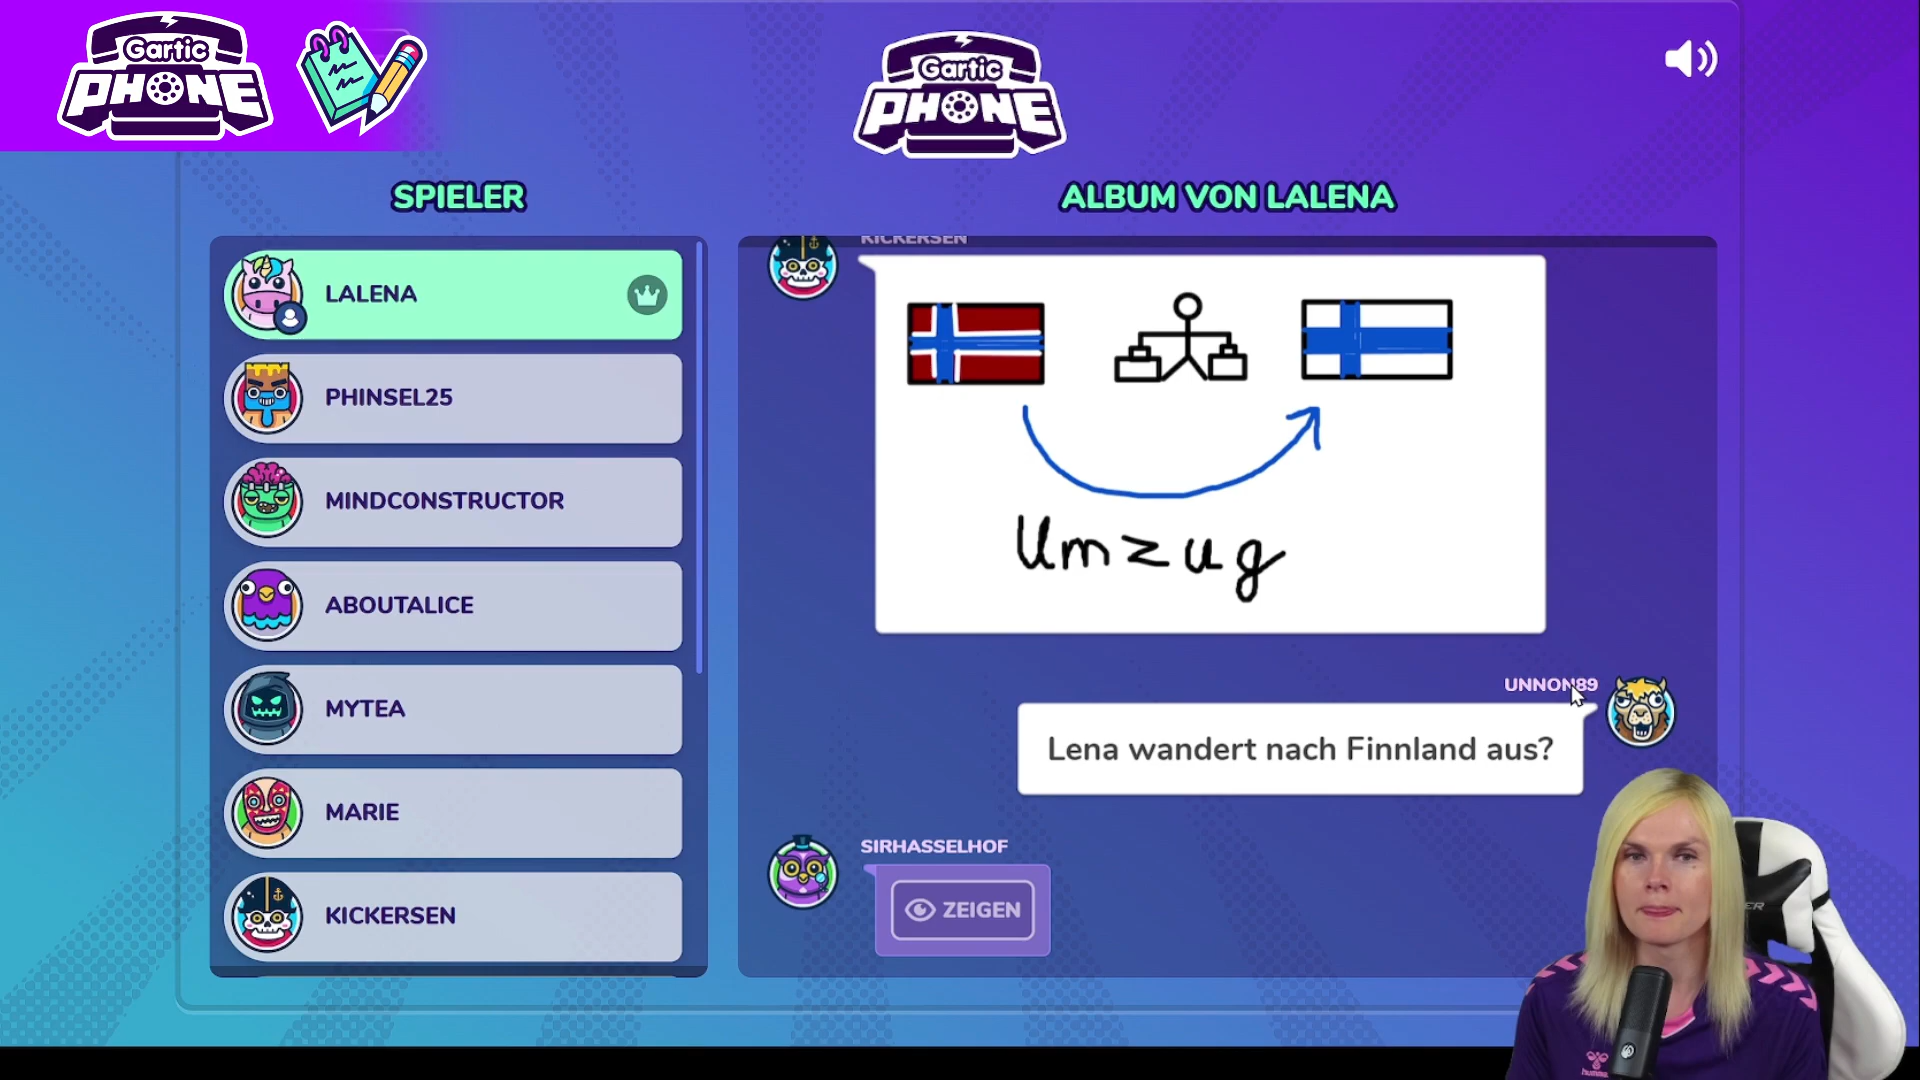 Gartic
PHONE
Gartic
PHONE
SPIELER
ALBUM VON LALENA
LALENA
PHINSEL25
MINDCONSTRUCTOR
ABOUTALICE
MYTEA
MARIE
KICKERSEN
KICKERSEN
Umzug
UNNON89
Lena wandert nach Finnland aus?
SIRHASSELHOF
ZEIGEN